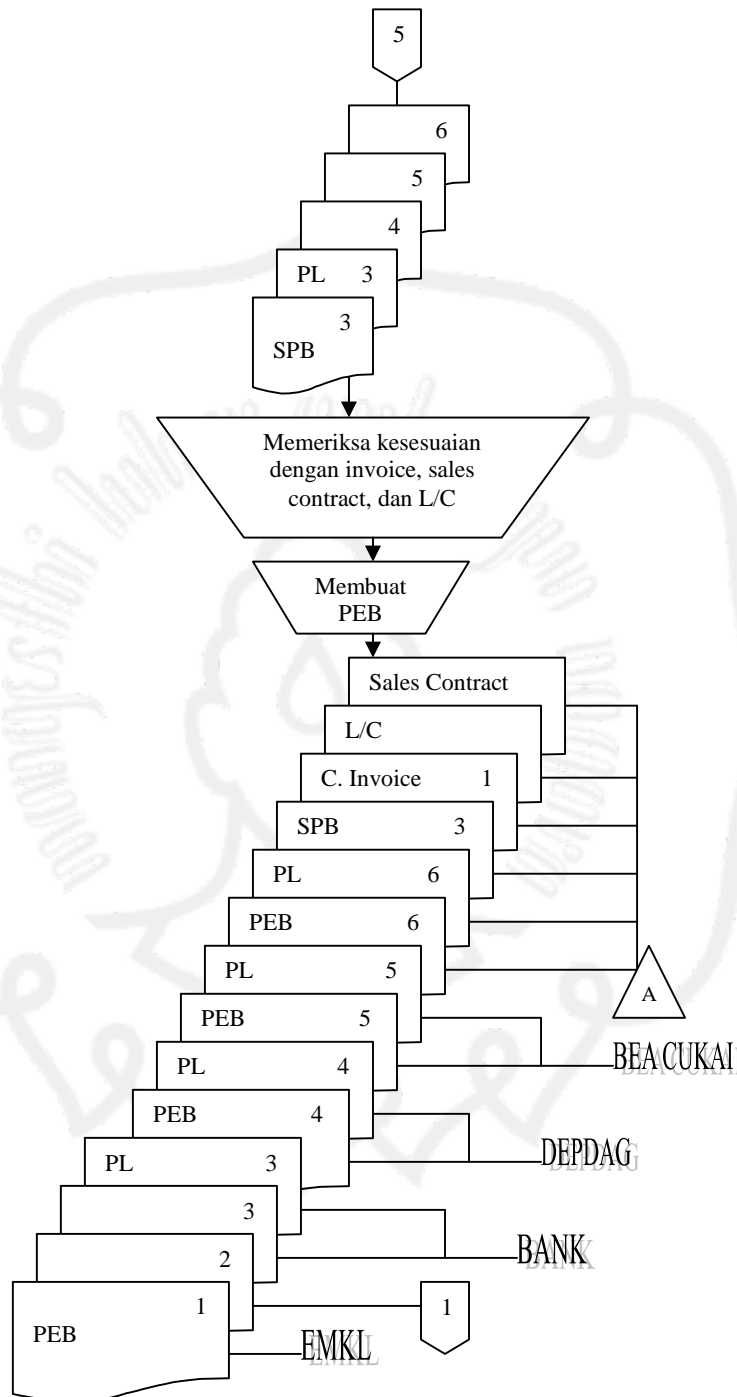 5
6
5
4
PL 3
3
SPB
Memeriksa kesesuaian
dengan invoice, sales
contract, dan L/C
Membuat
PEB
Sales Contract
L/C
C. Invoice 1
SPB 3
PL 6
PEB 6
PL 5
A
PEB 5
BEA CUKAI
PL 4
PEB 4
DEPDAG
PL 3
3
BANK
2
1
1
PEB
EMKL